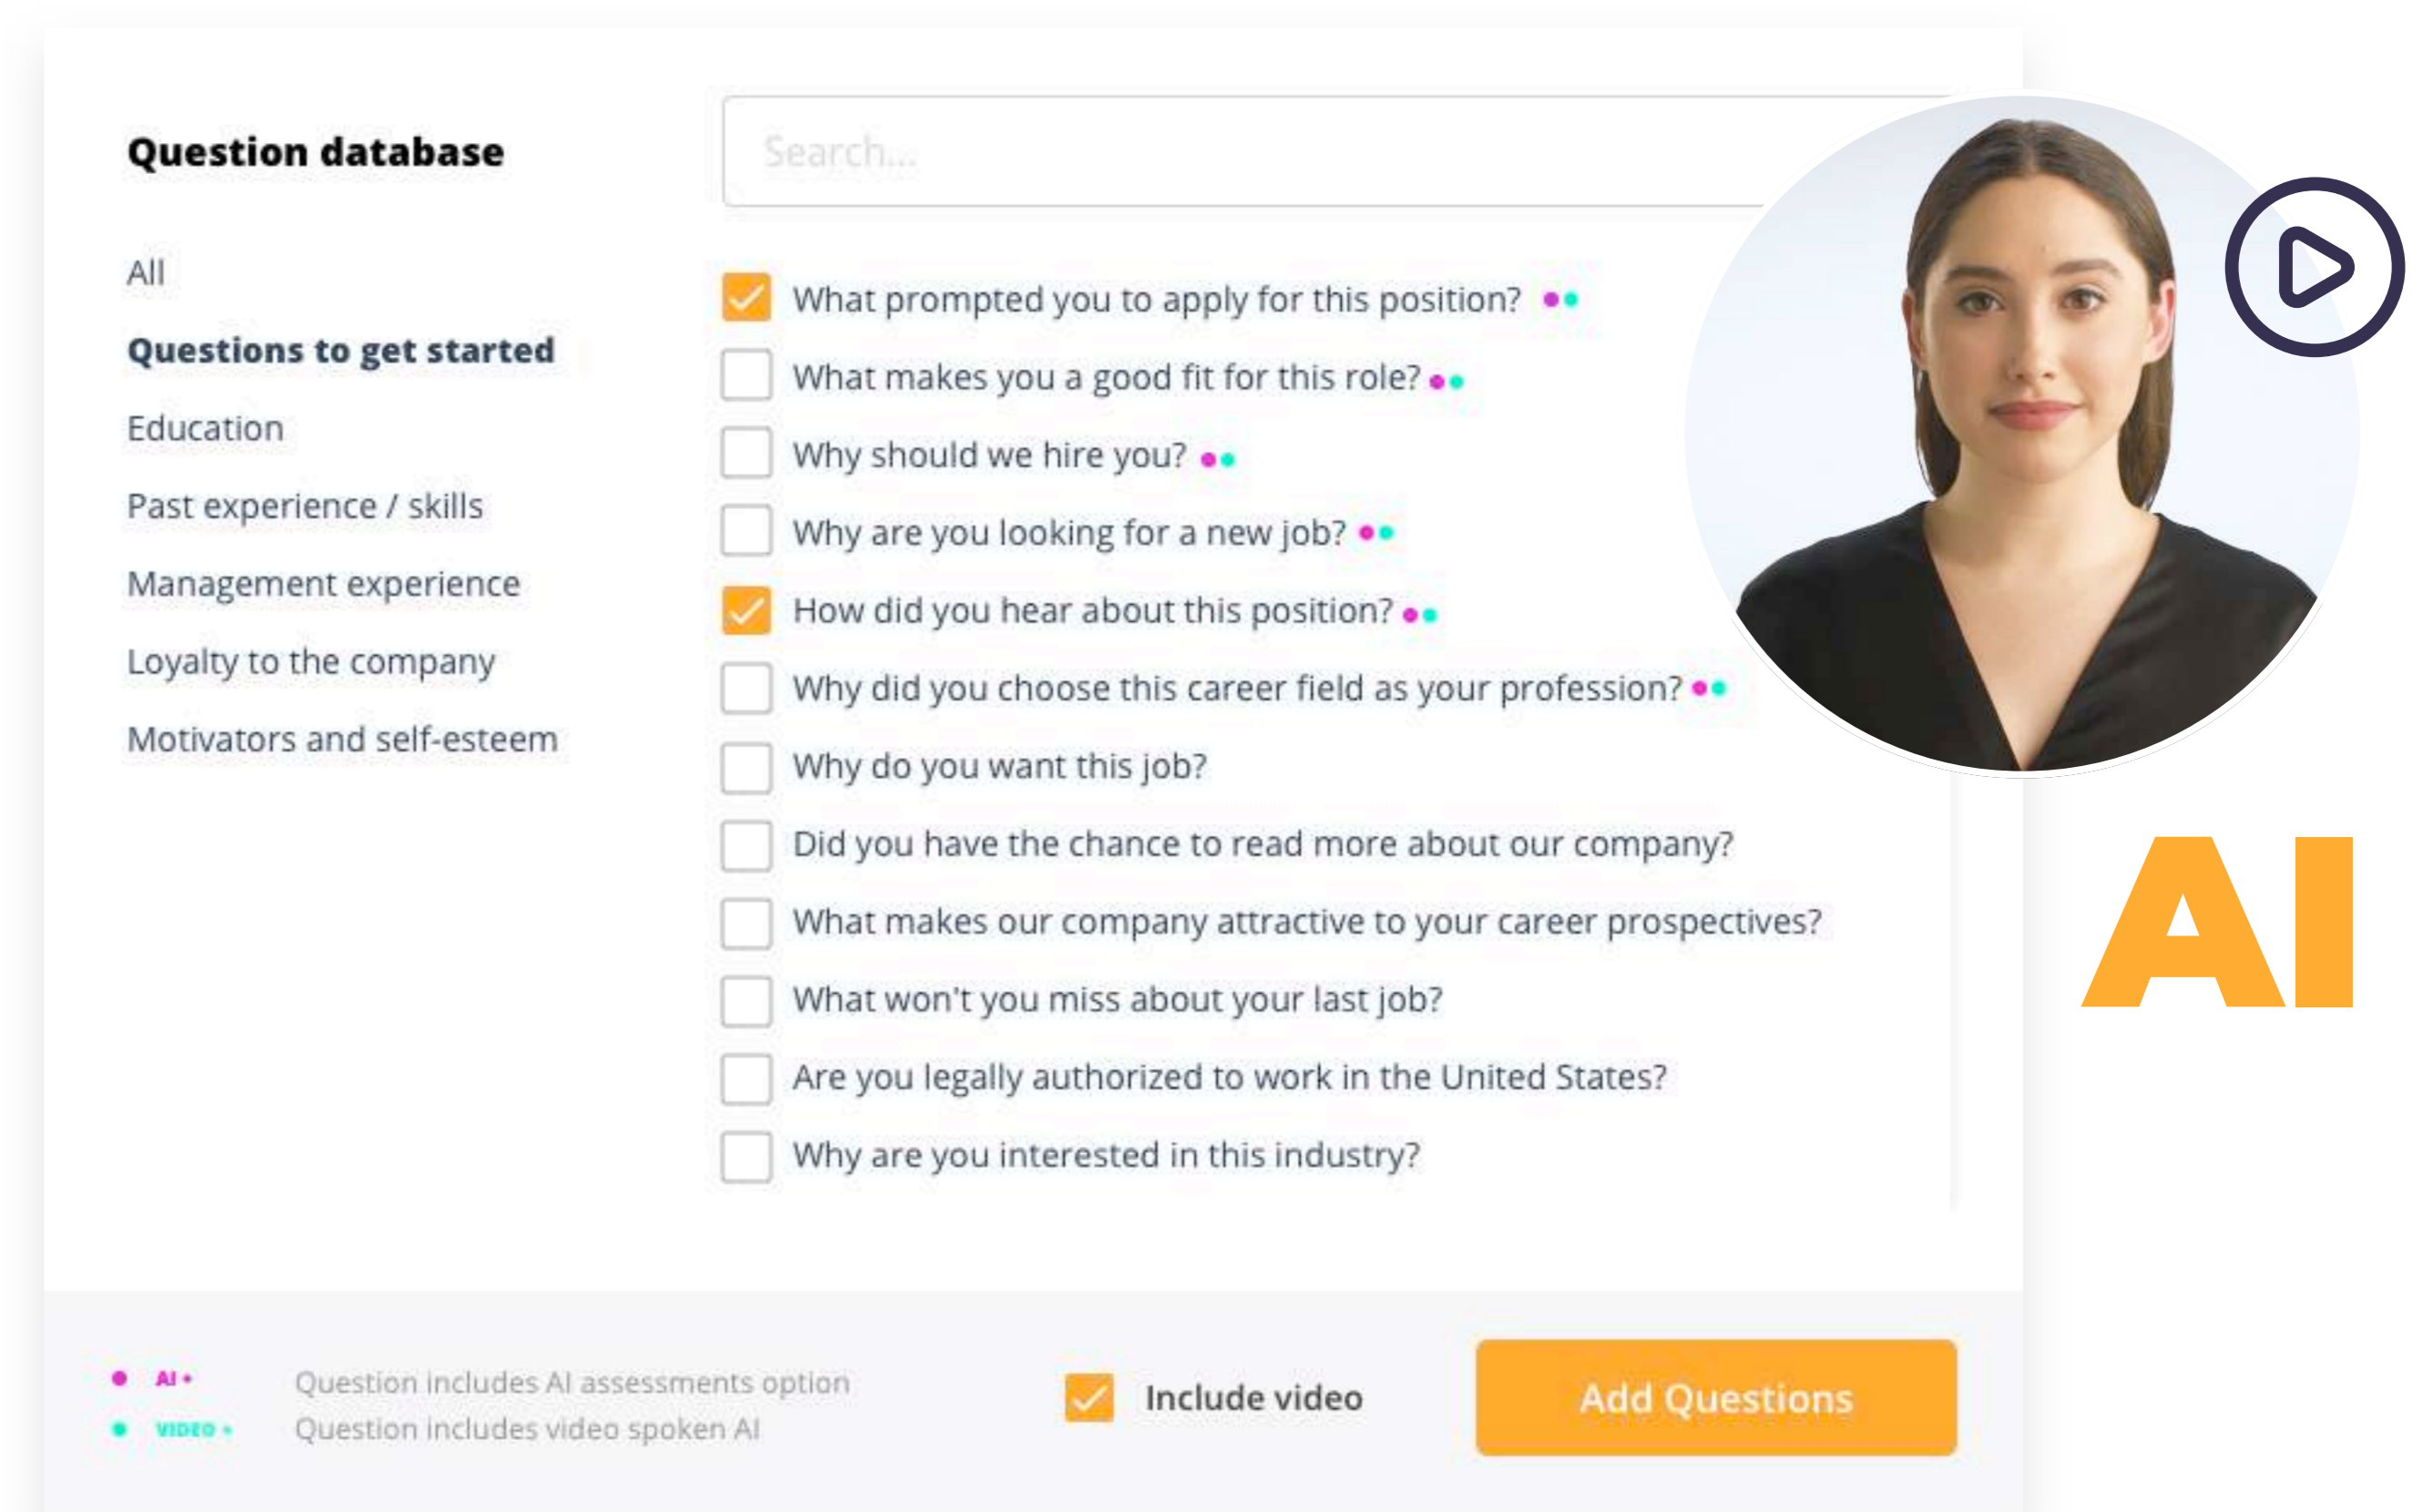 Question database
Search...
All
Questions to get started
Education
Past experience / skills
Management experience
Loyalty to the company
Motivators and self-esteem
What prompted you to apply for this position?
What makes you a good fit for this role?
Why should we hire you?
Why are you looking for a new job?
How did you hear about this position?
Why did you choose this career field as your profession?
Why do you want this job?
Did you have the chance to read more about our company?
What makes our company attractive to your career prospectives?
What won't you miss about your last job?
Are you legally authorized to work in the United States?
Why are you interested in this industry?
AI
AI • Question includes AI assessments option
VIDEO • Question includes video spoken AI
Include video
Add Questions